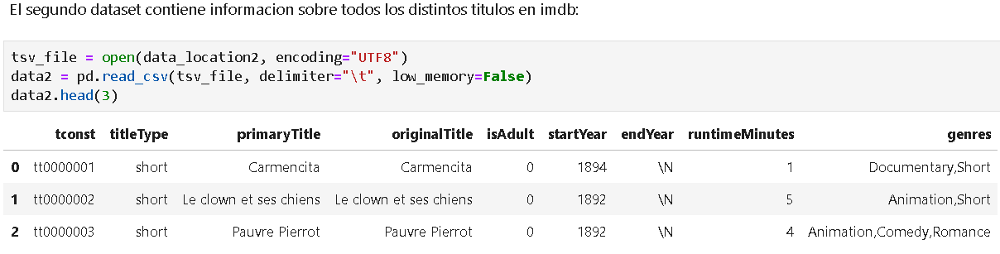 El segundo dataset contiene informacion sobre todos los distintos titulos en imdb:
tsv_file = open(data_location2, encoding="UTF8")
data2 = pd.read_csv(tsv_file, delimiter="\t", low_memory=False)
data2.head(3)
tconst titleType primaryTitle originalTitle isAdult startYear endYear runtimeMinutes genres
0 tt0000001 short Carmencita Carmencita 0 1894 \N 1 Documentary,Short
1 tt0000002 short Le clown et ses chiens Le clown et ses chiens 0 1892 \N 5 Animation,Short
2 tt0000003 short Pauvre Pierrot Pauvre Pierrot 0 1892 \N 4 Animation,Comedy,Romance